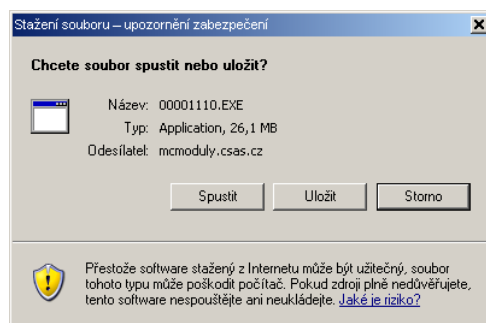 Stažení souboru – upozornění zabezpečení
Chcete soubor spustit nebo uložit?
Název: 00001110.EXE
Typ: Application, 26,1 MB
Odesílatel: mcmoduly.csas.cz
Spustit Uložit Storno
Přestože software stažený z Internetu může být užitečný, soubor
tohoto typu může poškodit počítač. Pokud zdroji plně nedůvěřujete,
tento software nespouštějte ani neukládejte. Jaké je riziko?